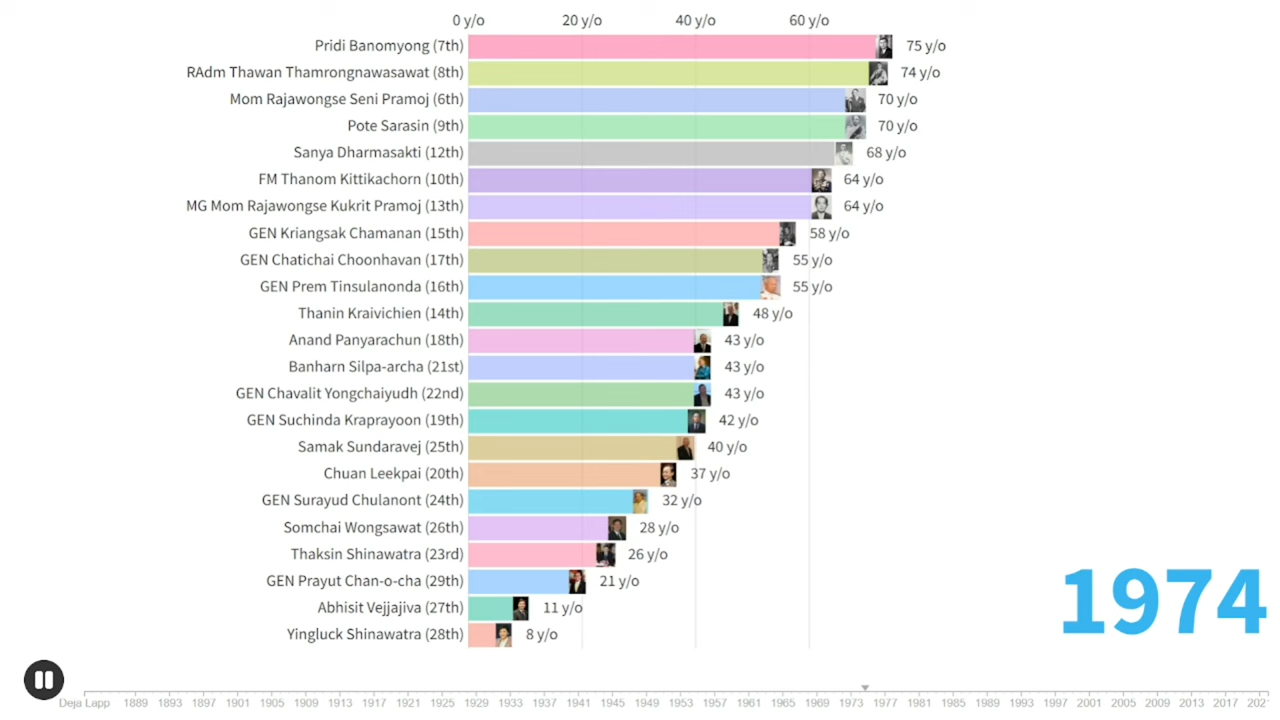 0 y/o 20 y/o 40 y/o 60 y/o
Pridi Banomyong (7th) 75 y/o
RAdm Thawan Thamrongnawasawat (8th) 74 y/o
Mom Rajawongse Seni Pramoj (6th) 70 y/o
Pote Sarasin (9th) 70 y/o
Sanya Dharmasakti (12th) 68 y/o
FM Thanom Kittikachorn (10th) 64 y/o
MG Mom Rajawongse Kukrit Pramoj (13th) 64 y/o
GEN Kriangsak Chamanan (15th) 58 y/o
GEN Chatichai Choonhavan (17th) 55 y/o
GEN Prem Tinsulanonda (16th) 55 y/o
Thanin Kraivichien (14th) 48 y/o
Anand Panyarachun (18th) 43 y/o
Banharn Silpa-archa (21st) 43 y/o
GEN Chavalit Yongchaiyudh (22nd) 43 y/o
GEN Suchinda Kraprayoon (19th) 42 y/o
Samak Sundaravej (25th) 40 y/o
Chuan Leekpai (20th) 37 y/o
GEN Surayud Chulanont (24th) 32 y/o
Somchai Wongsawat (26th) 28 y/o
Thaksin Shinawatra (23rd) 26 y/o
GEN Prayut Chan-o-cha (29th) 21 y/o
Abhisit Vejjajiva (27th) 11 y/o
Yingluck Shinawatra (28th) 8 y/o
1974
Deja Lapp 1889 1893 1897 1901 1905 1909 1913 1917 1921 1925 1929 1933 1937 1941 1945 1949 1953 1957 1961 1965 1969 1973 1977 1981 1985 1989 1993 1997 2001 2005 2009 2013 2017 202